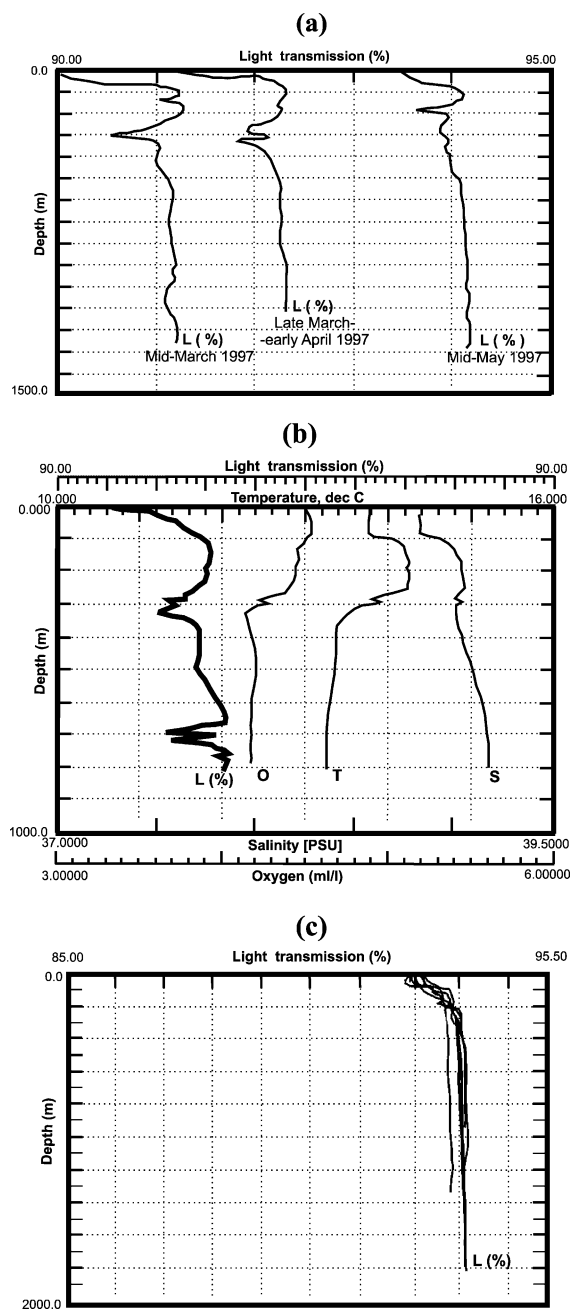 (a)
Light transmission (%)
90.00
95.00
0.0
Depth (m)
L ( %)
Late March-
-early April 1997
L ( %)
Mid-March 1997
L ( % )
Mid-May 1997
1500.0
(b)
Light transmission (%)
90.00
90.00
10.000
Temperature, dec C
16.000
0.000
Depth (m)
L (%)
O
T
S
1000.0
37.0000
Salinity [PSU]
39.5000
3.00000
Oxygen (ml/l)
6.00000
(c)
85.00
Light transmission (%)
95.50
0.0
Depth (m)
L (%)
2000.0